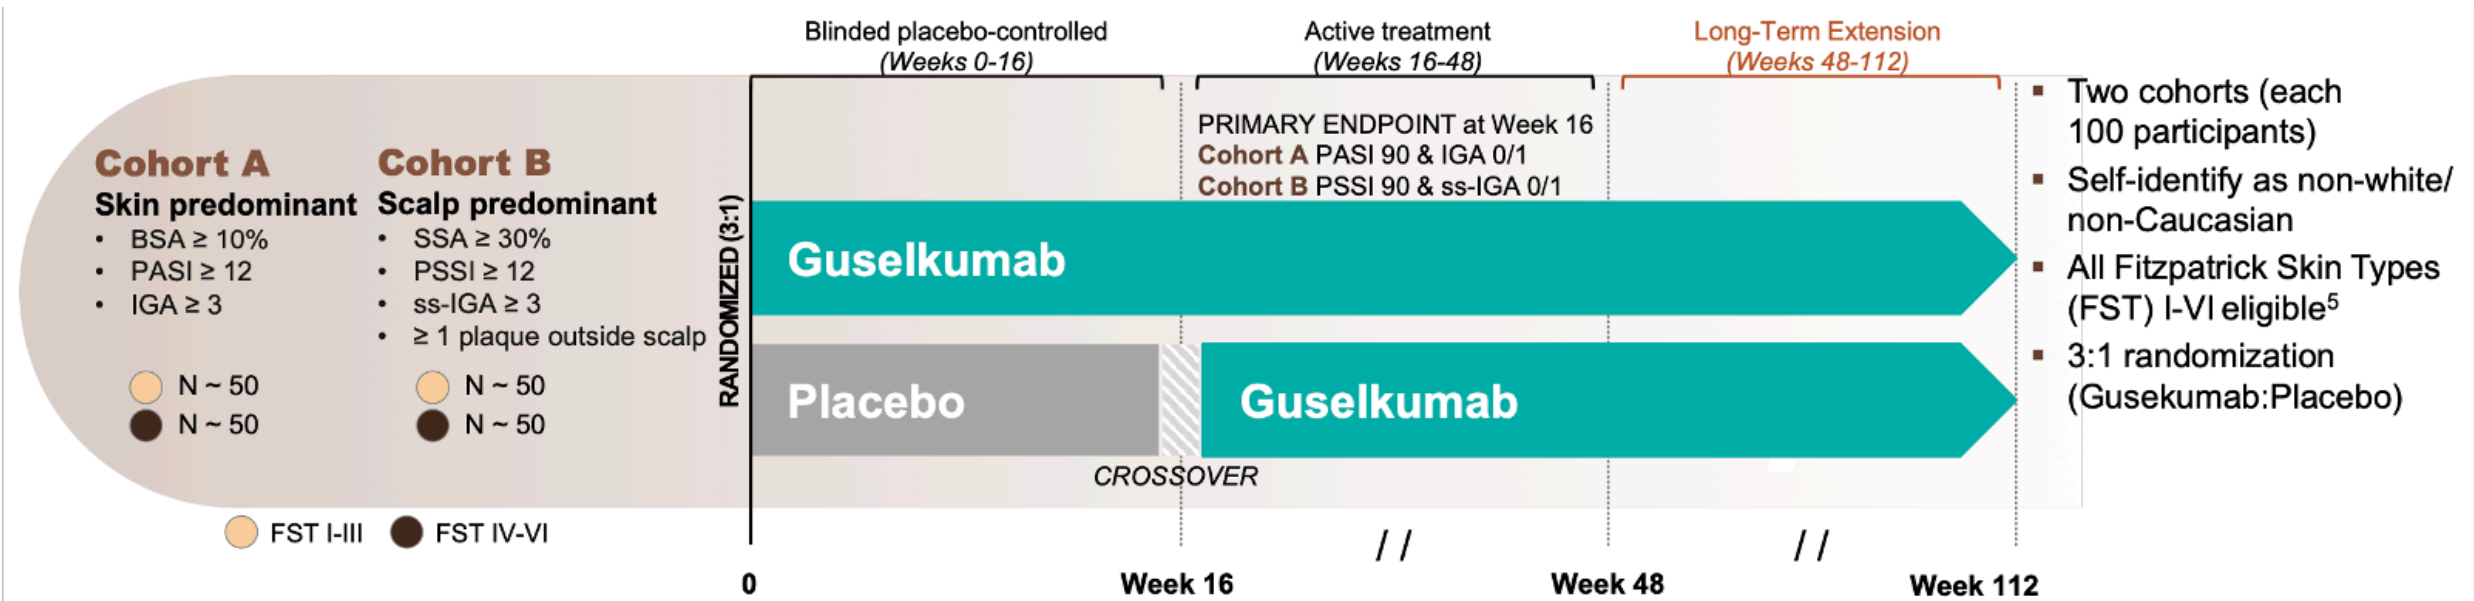 Blinded placebo-controlled
(Weeks 0-16)
Active treatment
(Weeks 16-48)
Long-Term Extension
(Weeks 48-112)
Cohort A
Skin predominant
• BSA ≥ 10%
• PASI ≥ 12
• IGA ≥ 3
N ~ 50
N ~ 50
Cohort B
Scalp predominant
• SSA ≥ 30%
• PSSI ≥ 12
• ss-IGA ≥ 3
• ≥ 1 plaque outside scalp
N ~ 50
N ~ 50
FST I-III
FST IV-VI
RANDOMIZED (3:1)
PRIMARY ENDPOINT at Week 16
Cohort A PASI 90 & IGA 0/1
Cohort B PSSI 90 & ss-IGA 0/1
Guselkumab
Placebo
Guselkumab
CROSSOVER
/ /
/ /
0
Week 16
Week 48
Week 112
▪ Two cohorts (each
100 participants)
▪ Self-identify as non-white/
non-Caucasian
▪ All Fitzpatrick Skin Types
(FST) I-VI eligible⁵
▪ 3:1 randomization
(Gusekumab:Placebo)